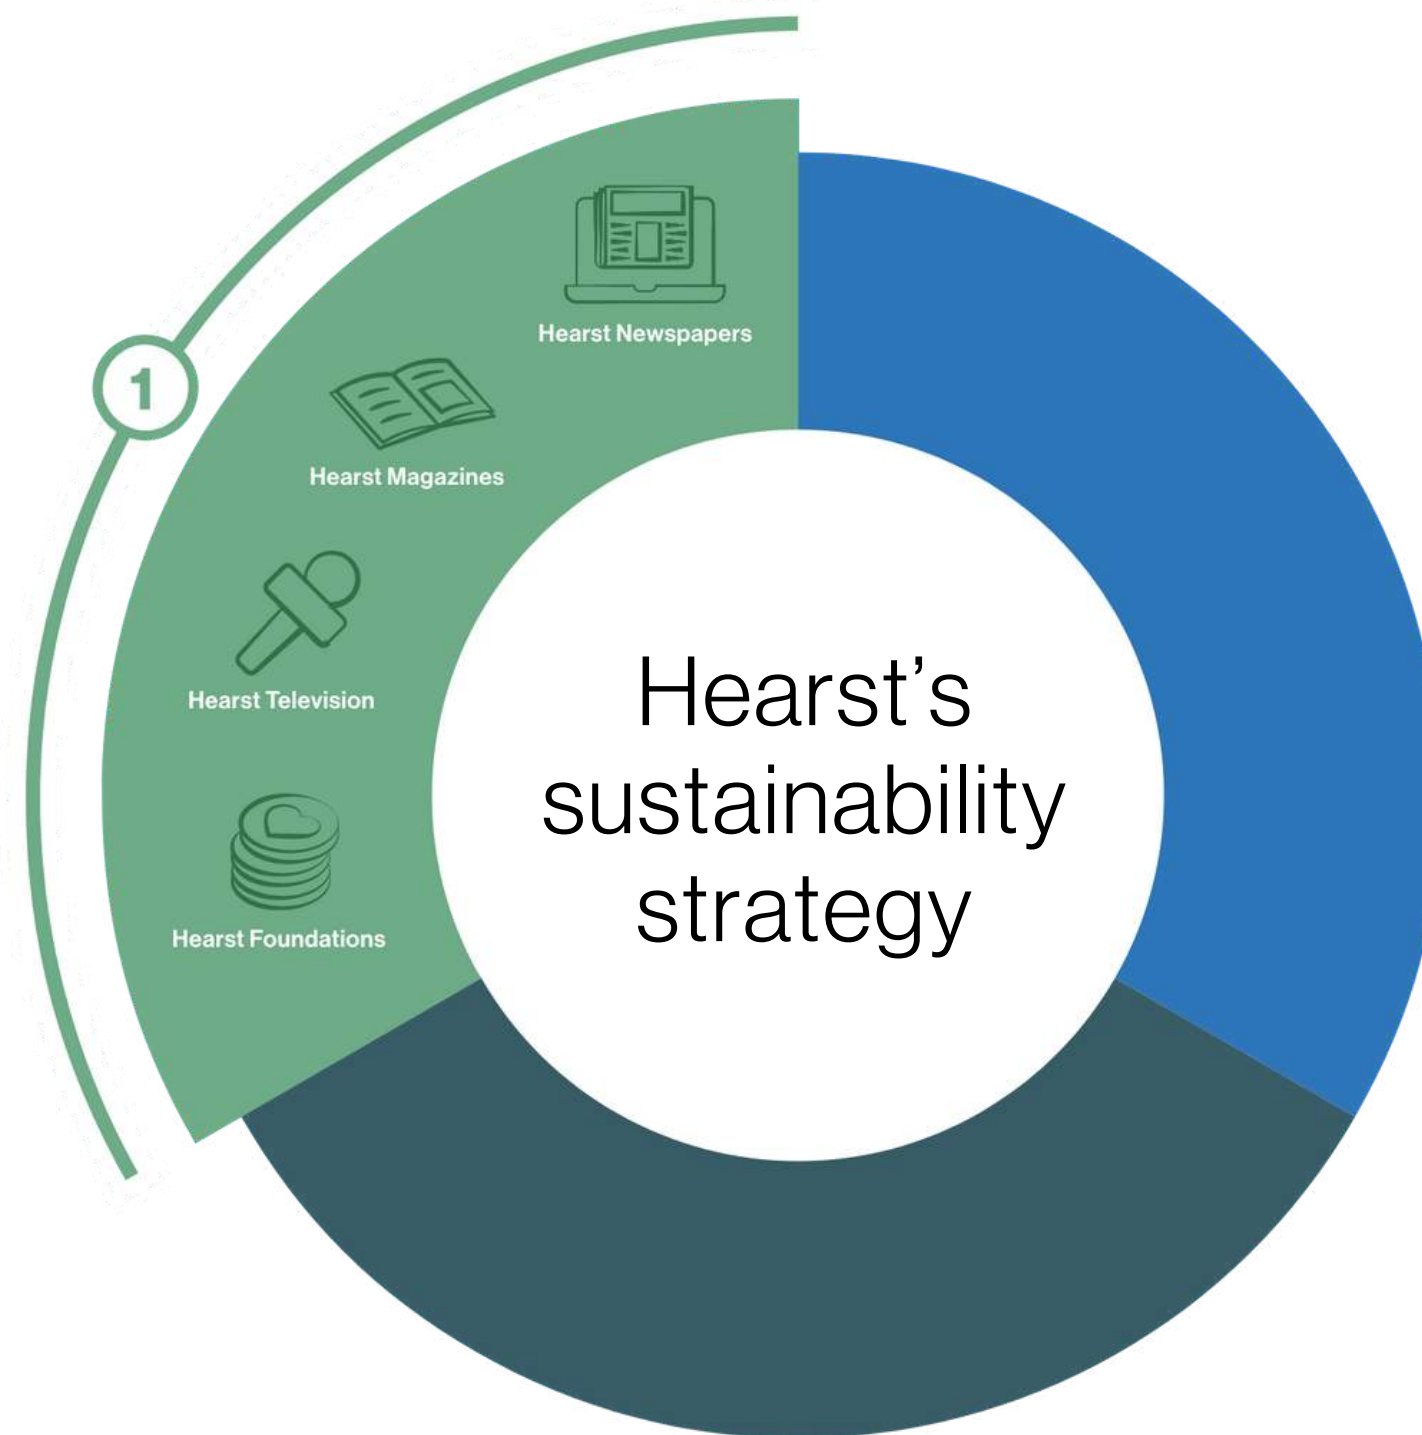 Hearst Newspapers
1
Hearst Magazines
Hearst Television
Hearst Foundations
Hearst’s
sustainability
strategy